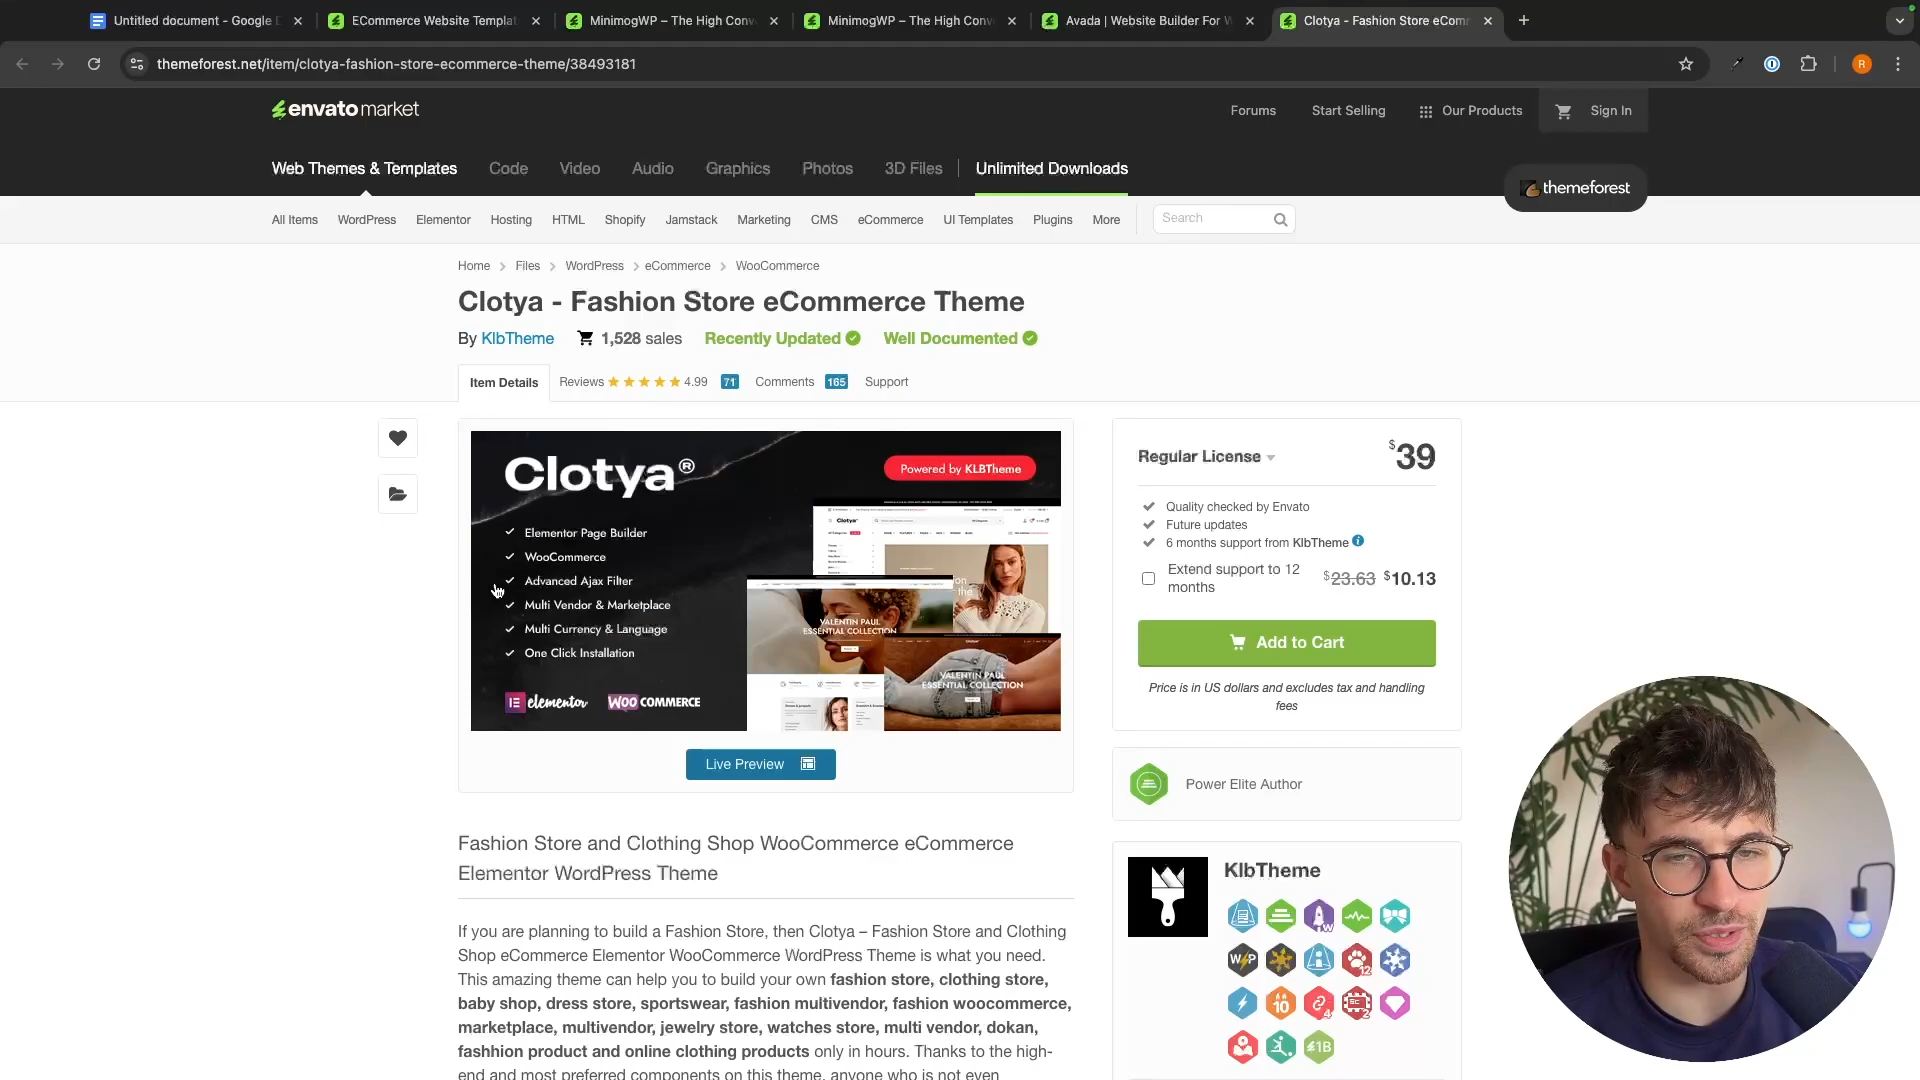 Untitled document - Google D
ECommerce Website Templat
MinimogWP – The High Conv
MinimogWP – The High Conv
Avada | Website Builder For W
Clotya - Fashion Store eComm
themeforest.net/item/clotya-fashion-store-ecommerce-theme/38493181
R
envato market
Forums
Start Selling
Our Products
Sign In
Web Themes & Templates
Code
Video
Audio
Graphics
Photos
3D Files
Unlimited Downloads
themeforest
All Items
WordPress
Elementor
Hosting
HTML
Shopify
Jamstack
Marketing
CMS
eCommerce
UI Templates
Plugins
More
Search
Home > Files > WordPress > eCommerce > WooCommerce
Clotya - Fashion Store eCommerce Theme
By KlbTheme 1,528 sales Recently Updated Well Documented
Item Details
Reviews 4.99 71
Comments 165
Support
Clotya®
Powered by KLBTheme
Elementor Page Builder
WooCommerce
Advanced Ajax Filter
Multi Vendor & Marketplace
Multi Currency & Language
One Click Installation
elementor
WOO COMMERCE
Clotya
VALENTIN PAUL
ESSENTIAL COLLECTION
VALENTIN PAUL
ESSENTIAL COLLECTION
Live Preview
Regular License
$39
Quality checked by Envato
Future updates
6 months support from KlbTheme
Extend support to 12
months
$23.63 $10.13
Add to Cart
Price is in US dollars and excludes tax and handling
fees
Power Elite Author
KlbTheme
W
WP
12
10
4
SC
2
1B
Fashion Store and Clothing Shop WooCommerce eCommerce
Elementor WordPress Theme
If you are planning to build a Fashion Store, then Clotya – Fashion Store and Clothing
Shop eCommerce Elementor WooCommerce WordPress Theme is what you need.
This amazing theme can help you to build your own fashion store, clothing store,
baby shop, dress store, sportswear, fashion multivendor, fashion woocommerce,
marketplace, multivendor, jewelry store, watches store, multi vendor, dokan,
fashhion product and online clothing products only in hours. Thanks to the high-
end and most preferred components on this theme, anyone who is not even